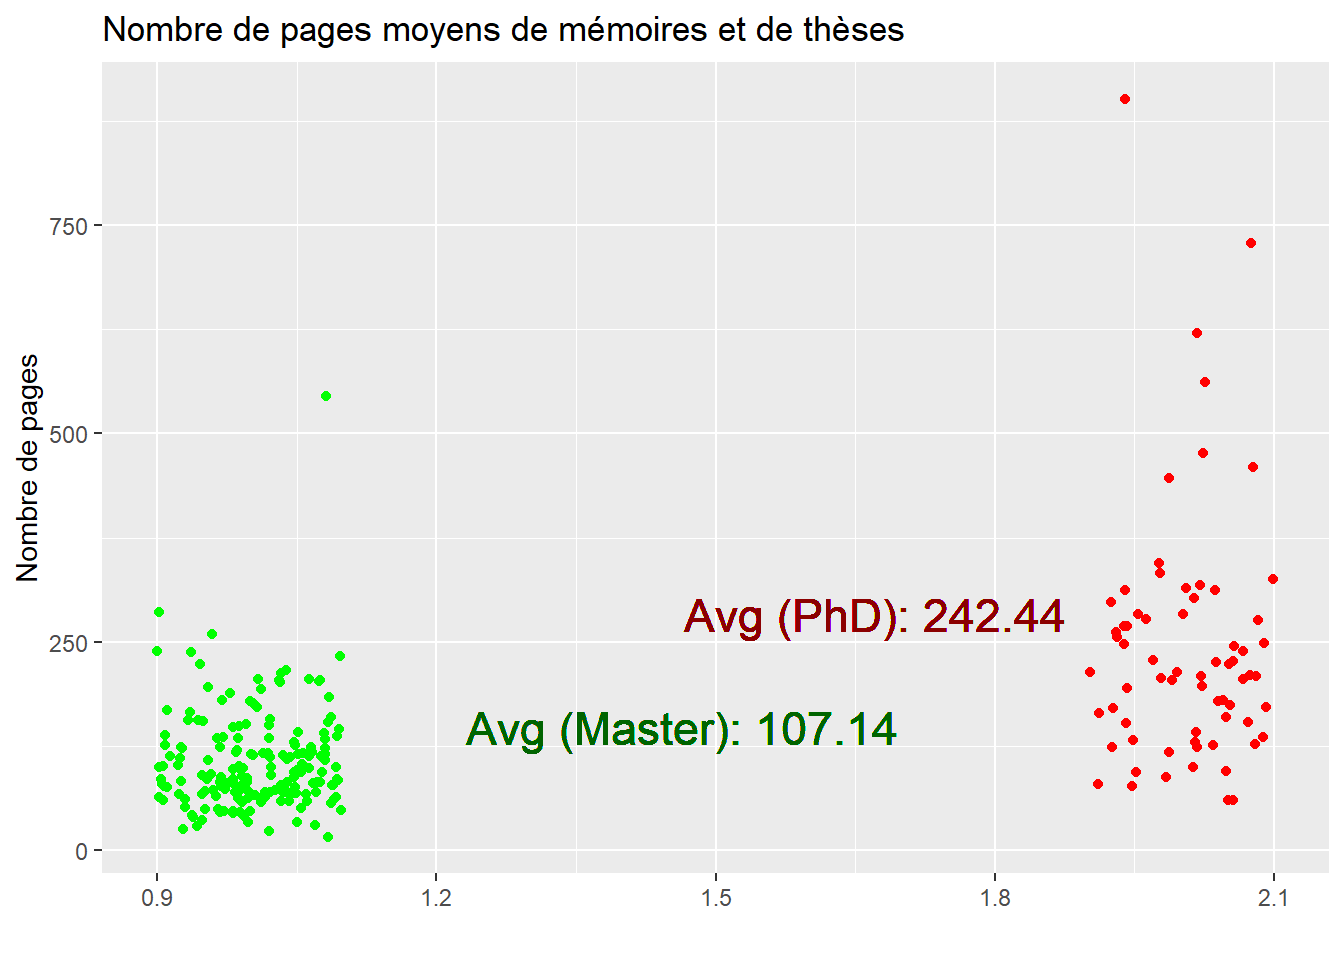 Nombre de pages moyens de mémoires et de thèses
Nombre de pages
750
500
250
0
Avg (PhD): 242.44
Avg (Master): 107.14
0.9 1.2 1.5 1.8 2.1